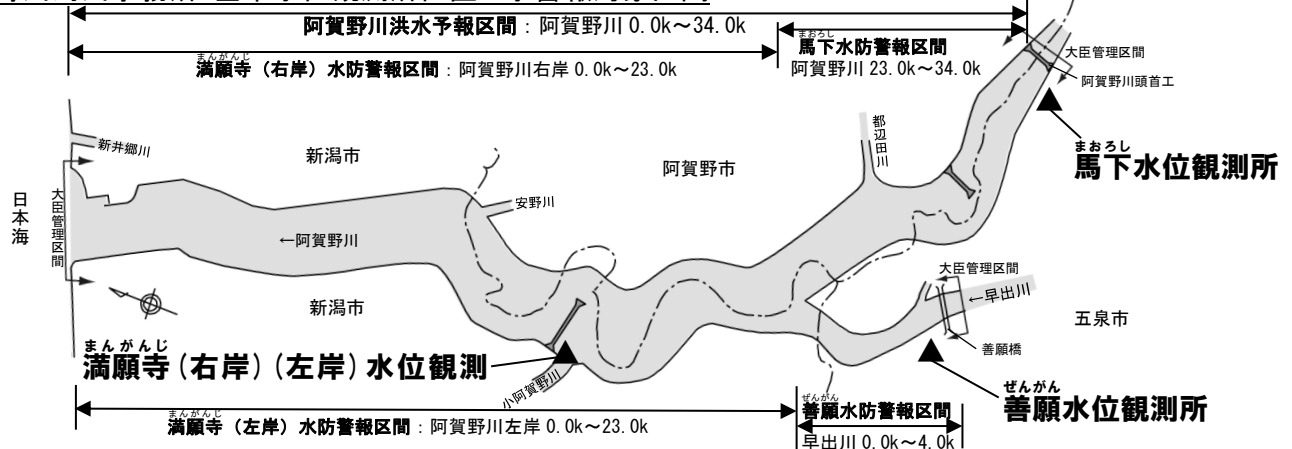 阿賀野川洪水予報区間：阿賀野川 0.0k～34.0k
まんがんじ
満願寺（右岸）水防警報区間：阿賀野川右岸 0.0k～23.0k
まおろし
馬下水防警報区間
阿賀野川 23.0k～34.0k
大臣管理区間
阿賀野川頭首工
まおろし
馬下水位観測所
都辺田川
新井郷川
新潟市
阿賀野市
日本海
大臣管理区間
安野川
←阿賀野川
新潟市
大臣管理区間
←早出川
五泉市
善願橋
まんがんじ
満願寺（右岸）（左岸）水位観測
小阿賀野川
ぜんがん
善願水位観測所
まんがんじ
満願寺（左岸）水防警報区間：阿賀野川左岸 0.0k～23.0k
ぜんがん
善願水防警報区間
早出川 0.0k～4.0k